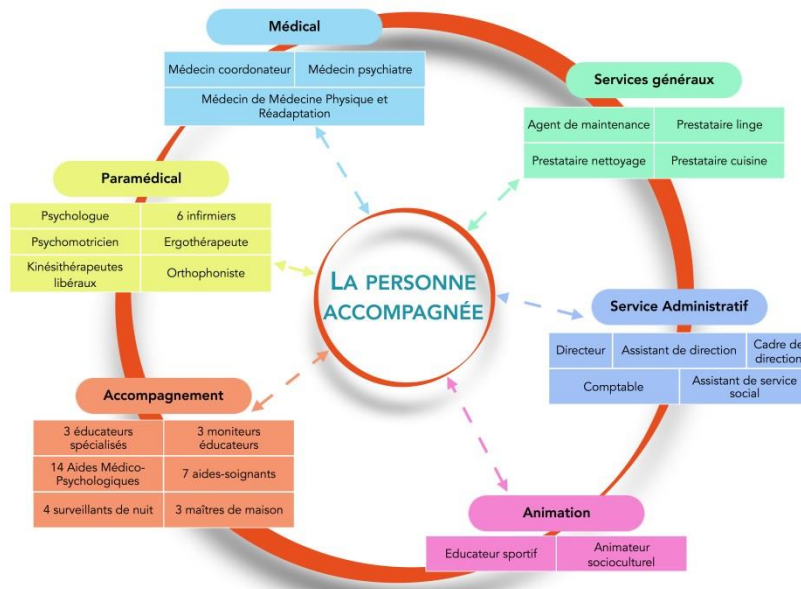 Médical
Médecin coordonateur
Médecin psychiatre
Médecin de Médecine Physique et
Réadaptation
Services généraux
Agent de maintenance
Prestataire linge
Prestataire nettoyage
Prestataire cuisine
Paramédical
Psychologue
6 infirmiers
Psychomotricien
Ergothérapeute
Kinésithérapeutes
libéraux
Orthophoniste
LA PERSONNE
ACCOMPAGNÉE
Service Administratif
Directeur
Assistant de direction
Cadre de
direction
Comptable
Assistant de service
social
Accompagnement
3 éducateurs
spécialisés
3 moniteurs
éducateurs
14 Aides Médico-
Psychologiques
7 aides-soignants
4 surveillants de nuit
3 maîtres de maison
Animation
Educateur sportif
Animateur
socioculturel